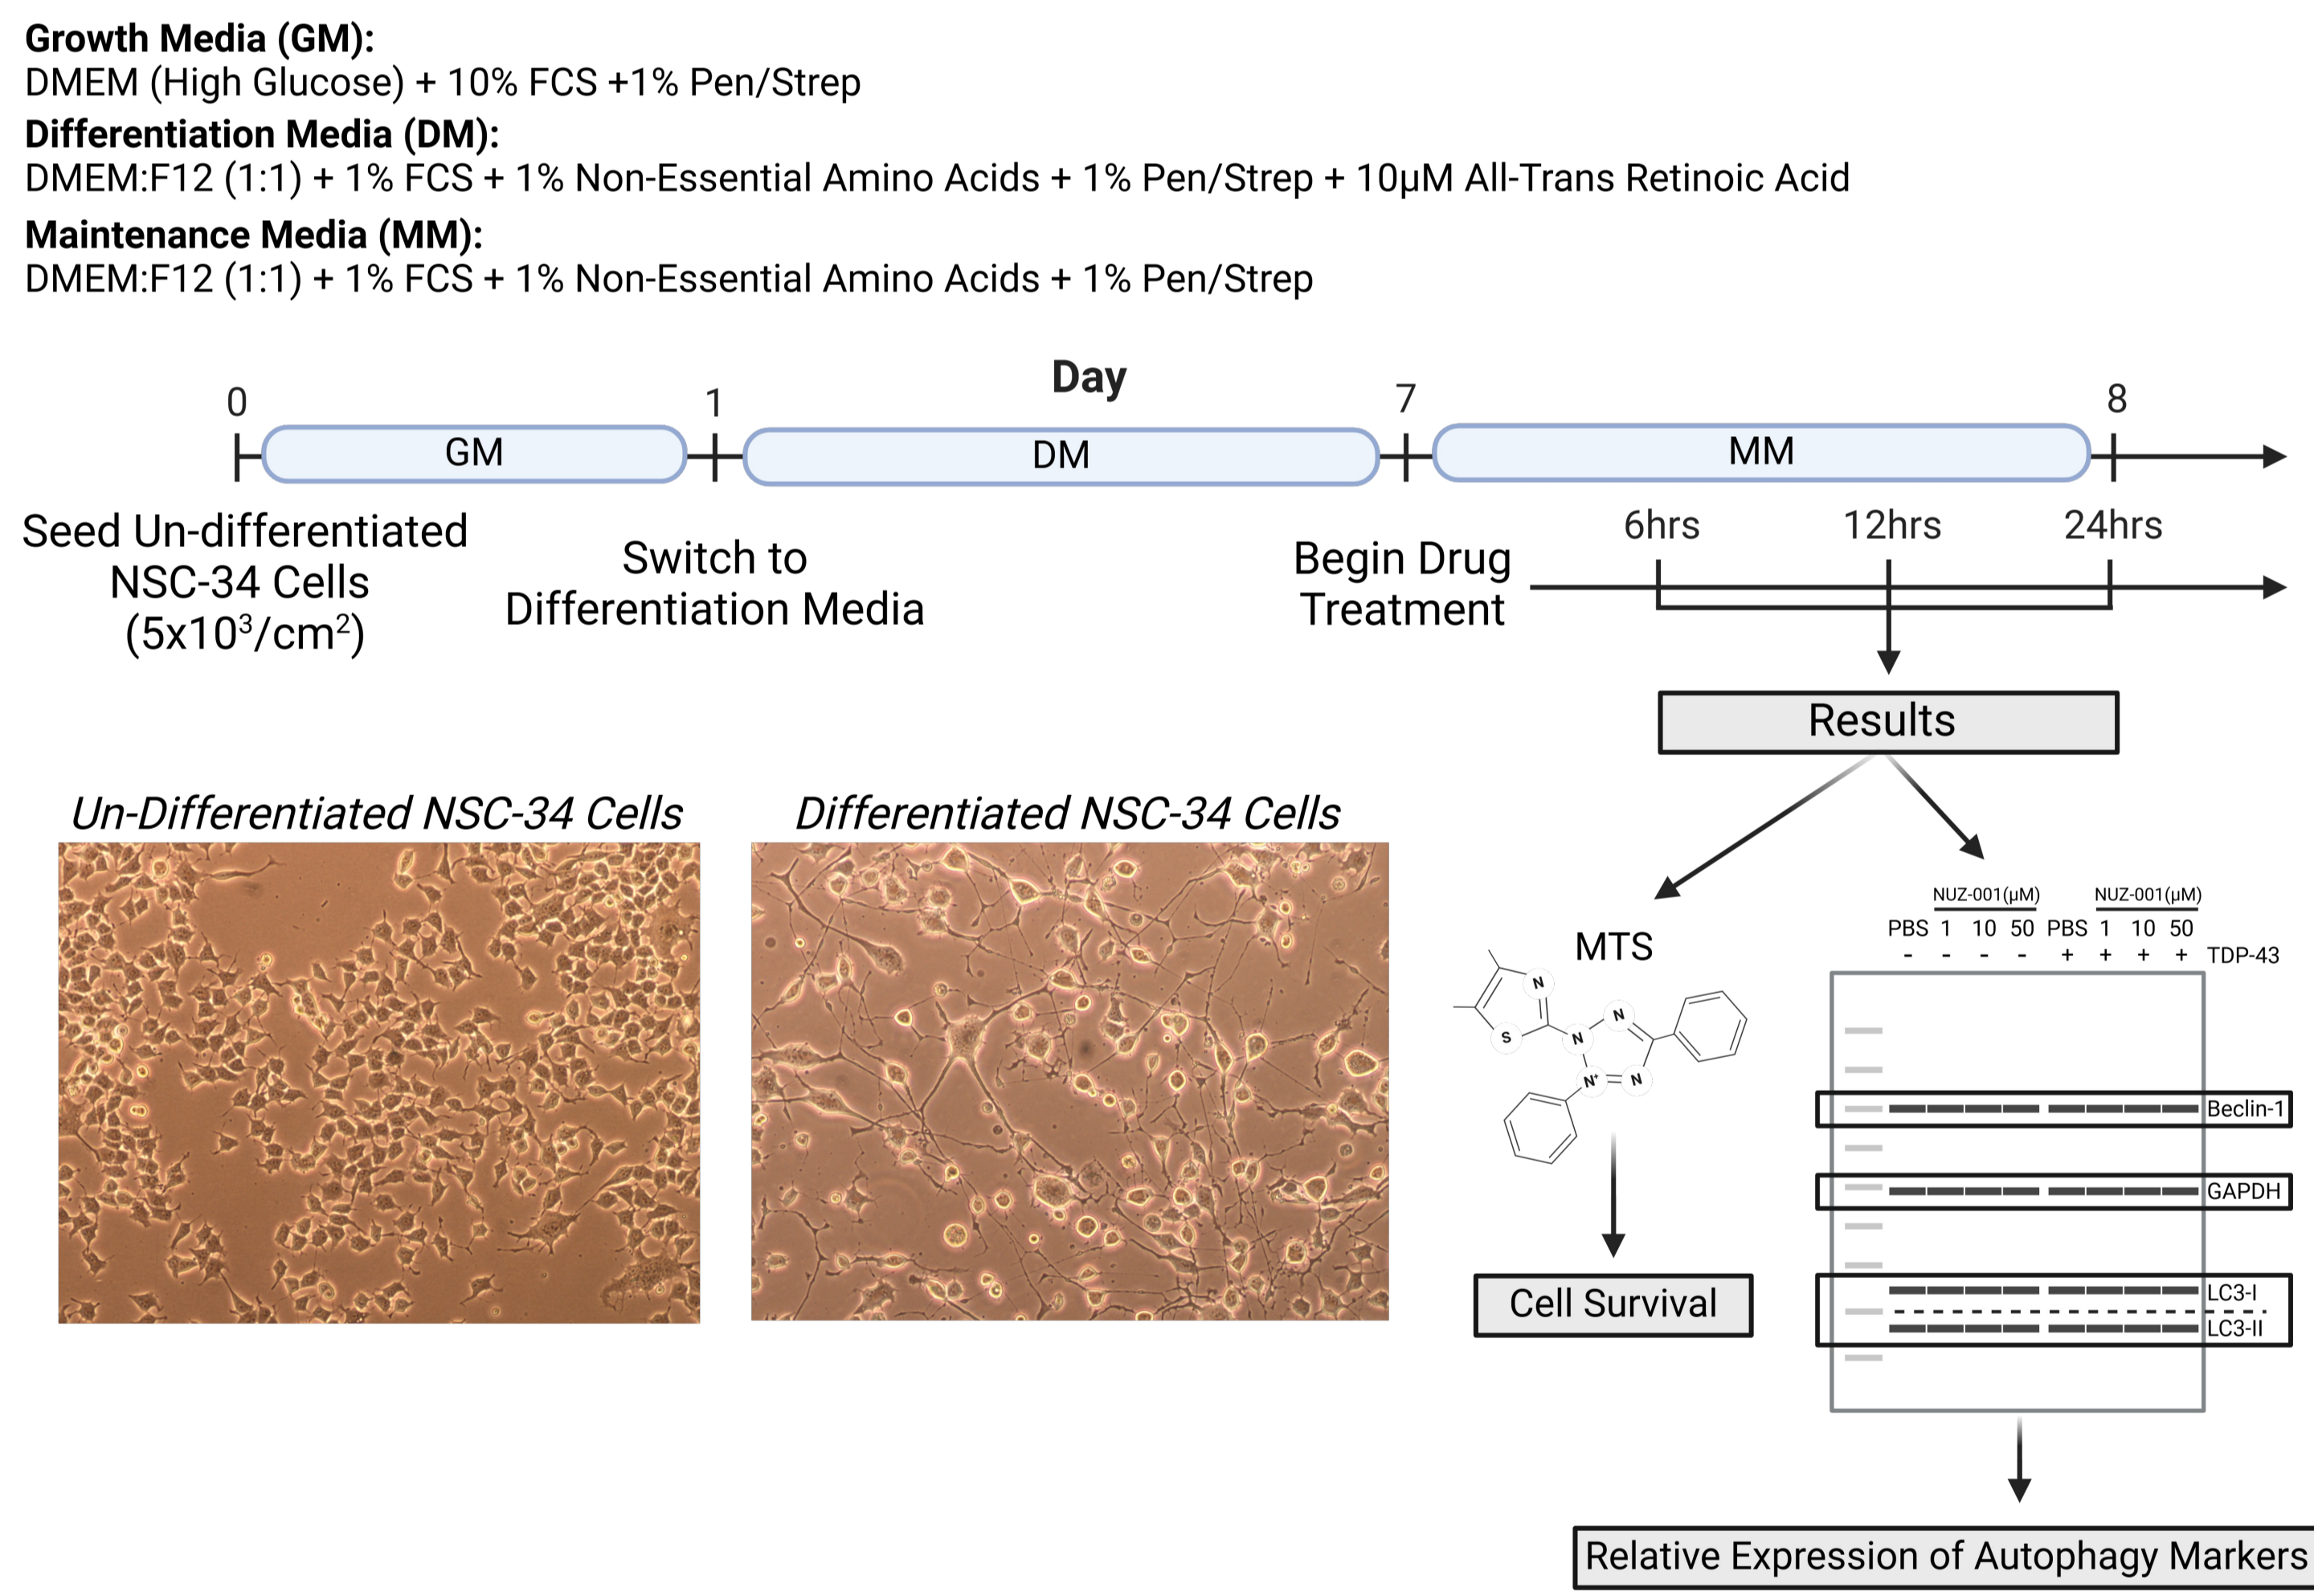 Growth Media (GM):
DMEM (High Glucose) + 10% FCS +1% Pen/Strep
Differentiation Media (DM):
DMEM:F12 (1:1) + 1% FCS + 1% Non-Essential Amino Acids + 1% Pen/Strep + 10µM All-Trans Retinoic Acid
Maintenance Media (MM):
DMEM:F12 (1:1) + 1% FCS + 1% Non-Essential Amino Acids + 1% Pen/Strep
Day
0 1 7 8
GM DM MM
Seed Un-differentiated
NSC-34 Cells
(5x10³/cm²)
Switch to
Differentiation Media
Begin Drug
Treatment
6hrs 12hrs 24hrs
Results
Un-Differentiated NSC-34 Cells
Differentiated NSC-34 Cells
MTS
N
S
N
N
N⁺
N
Cell Survival
NUZ-001(µM) NUZ-001(µM)
PBS 1 10 50 PBS 1 10 50
- - - - + + + + TDP-43
Beclin-1
GAPDH
LC3-I
LC3-II
Relative Expression of Autophagy Markers